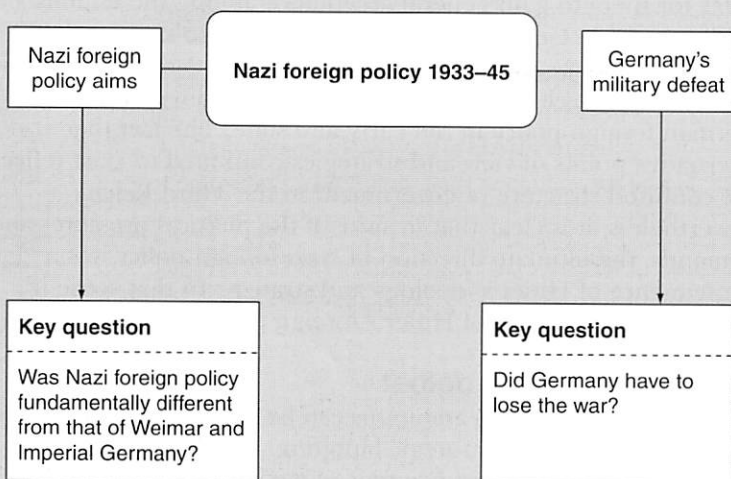 Nazi foreign
policy aims
Nazi foreign policy 1933–45
Germany's
military defeat
Key question
Was Nazi foreign policy
fundamentally different
from that of Weimar and
Imperial Germany?
Key question
Did Germany have to
lose the war?